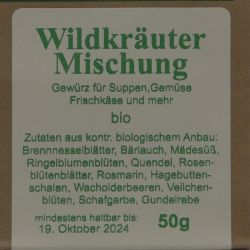 Wildkräuter
Mischung
Gewürz für Suppen,Gemüse
Frischkäse und mehr
bio
Zutaten aus kontr. biologischem Anbau:
Brennnesselblätter, Bärlauch, Mädesüß,
Ringelblumenblüten, Quendel, Rosen-
blütenblätter, Rosmarin, Hagebutten-
schalen, Wacholderbeeren, Veilchen-
blüten, Schafgarbe, Gundelrebe
mindestens haltbar bis:
19. Oktober 2024
50g